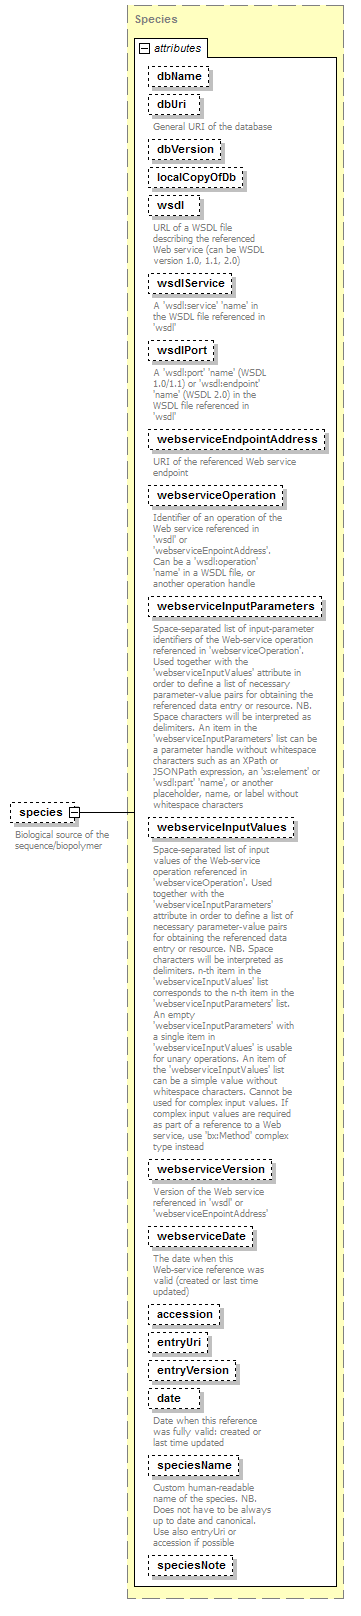 Species
attributes
dbName
dbUri
General URI of the database
dbVersion
localCopyOfDb
wsdl
URL of a WSDL file
describing the referenced
Web service (can be WSDL
version 1.0, 1.1, 2.0)
wsdlService
A 'wsdl:service' 'name' in
the WSDL file referenced in
'wsdl'
wsdlPort
A 'wsdl:port' 'name' (WSDL
1.0/1.1) or 'wsdl:endpoint'
'name' (WSDL 2.0) in the
WSDL file referenced in
'wsdl'
webserviceEndpointAddress
URI of the referenced Web service
endpoint
webserviceOperation
Identifier of an operation of the
Web service referenced in
'wsdl' or
'webserviceEnpointAddress'.
Can be a 'wsdl:operation'
'name' in a WSDL file, or
another operation handle
webserviceInputParameters
Space-separated list of input-parameter
identifiers of the Web-service operation
referenced in 'webserviceOperation'.
Used together with the
'webserviceInputValues' attribute in
order to define a list of necessary
parameter-value pairs for obtaining the
referenced data entry or resource. NB.
Space characters will be interpreted as
delimiters. An item in the
'webserviceInputParameters' list can be
a parameter handle without whitespace
characters such as an XPath or
JSONPath expression, an 'xs:element' or
'wsdl:part' 'name', or another
placeholder, name, or label without
whitespace characters
species
Biological source of the
sequence/biopolymer
webserviceInputValues
Space-separated list of input
values of the Web-service
operation referenced in
'webserviceOperation'. Used
together with the
'webserviceInputParameters'
attribute in order to define a list of
necessary parameter-value pairs
for obtaining the referenced data
entry or resource. NB. Space
characters will be interpreted as
delimiters. n-th item in the
'webserviceInputValues' list
corresponds to the n-th item in the
'webserviceInputParameters' list.
An empty
'webserviceInputParameters' with
a single item in
'webserviceInputValues' is usable
for unary operations. An item of
the 'webserviceInputValues' list
can be a simple value without
whitespace characters. Cannot be
used for complex input values. If
complex input values are required
as part of a reference to a Web
service, use 'bx:Method' complex
type instead
webserviceVersion
Version of the Web service
referenced in 'wsdl' or
'webserviceEnpointAddress'
webserviceDate
The date when this
Web-service reference was
valid (created or last time
updated)
accession
entryUri
entryVersion
date
Date when this reference
was fully valid: created or
last time updated
speciesName
Custom human-readable
name of the species. NB.
Does not have to be always
up to date and canonical.
Use also entryUri or
accession if possible
speciesNote